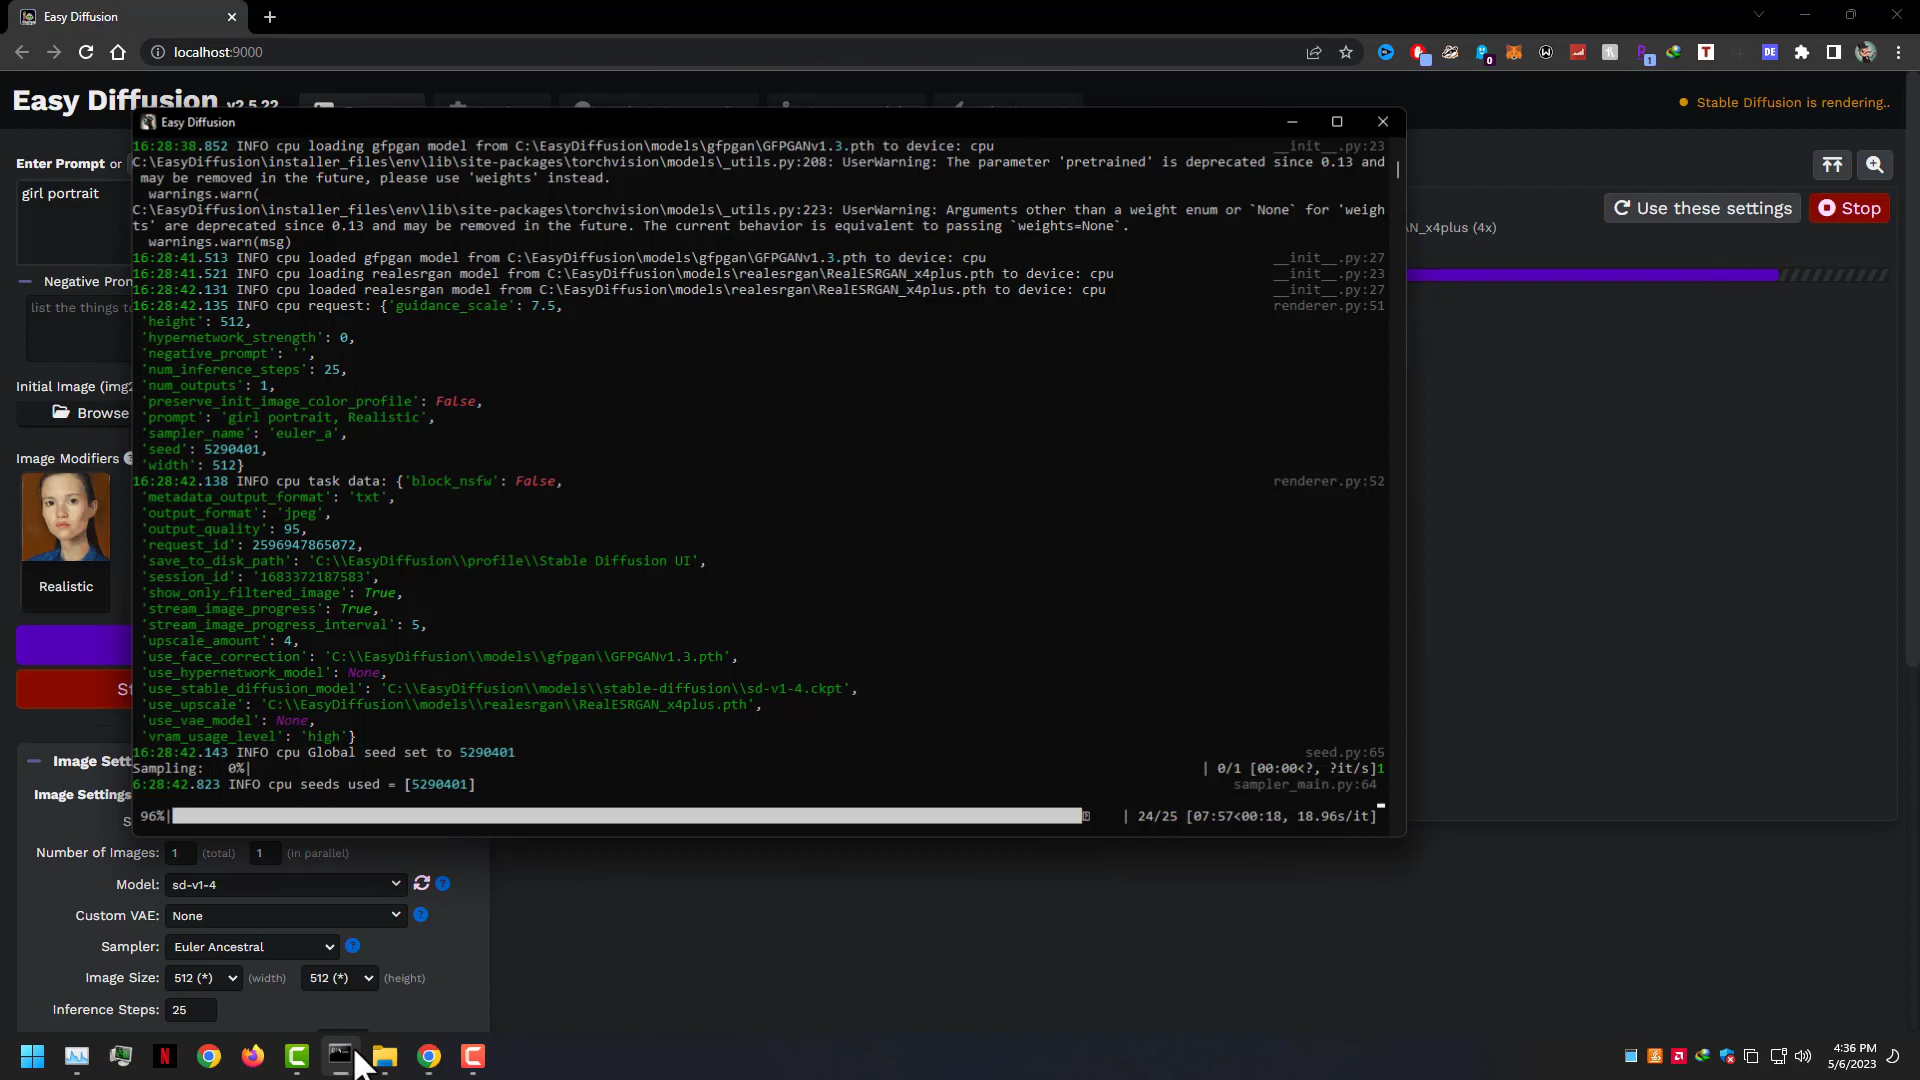 Easy Diffusion
localhost:9000
0
1
T
DE
Easy Diffusion v2.5.22
Stable Diffusion is rendering..
Easy Diffusion
Enter Prompt or
girl portrait
Negative Pron
list the things to
Initial Image (img2
Browse
Image Modifiers
Realistic
St
Use these settings
Stop
AN_x4plus (4x)
16:28:38.852 INFO cpu loading gfpgan model from C:\EasyDiffusion\models\gfpgan\GFPGANv1.3.pth to device: cpu __init__.py:23
C:\EasyDiffusion\installer_files\env\lib\site-packages\torchvision\models\_utils.py:208: UserWarning: The parameter 'pretrained' is deprecated since 0.13 and
may be removed in the future, please use 'weights' instead.
warnings.warn(
C:\EasyDiffusion\installer_files\env\lib\site-packages\torchvision\models\_utils.py:223: UserWarning: Arguments other than a weight enum or `None` for 'weigh
ts' are deprecated since 0.13 and may be removed in the future. The current behavior is equivalent to passing `weights=None`.
warnings.warn(msg)
16:28:41.513 INFO cpu loaded gfpgan model from C:\EasyDiffusion\models\gfpgan\GFPGANv1.3.pth to device: cpu __init__.py:27
16:28:41.521 INFO cpu loading realesrgan model from C:\EasyDiffusion\models\realesrgan\RealESRGAN_x4plus.pth to device: cpu __init__.py:23
16:28:42.131 INFO cpu loaded realesrgan model from C:\EasyDiffusion\models\realesrgan\RealESRGAN_x4plus.pth to device: cpu __init__.py:27
16:28:42.135 INFO cpu request: {'guidance_scale': 7.5, renderer.py:51
'height': 512,
'hypernetwork_strength': 0,
'negative_prompt': '',
'num_inference_steps': 25,
'num_outputs': 1,
'preserve_init_image_color_profile': False,
'prompt': 'girl portrait, Realistic',
'sampler_name': 'euler_a',
'seed': 5290401,
'width': 512}
16:28:42.138 INFO cpu task data: {'block_nsfw': False, renderer.py:52
'metadata_output_format': 'txt',
'output_format': 'jpeg',
'output_quality': 95,
'request_id': 2596947865072,
'save_to_disk_path': 'C:\\EasyDiffusion\\profile\\Stable Diffusion UI',
'session_id': '1683372187583',
'show_only_filtered_image': True,
'stream_image_progress': True,
'stream_image_progress_interval': 5,
'upscale_amount': 4,
'use_face_correction': 'C:\\EasyDiffusion\\models\\gfpgan\\GFPGANv1.3.pth',
'use_hypernetwork_model': None,
'use_stable_diffusion_model': 'C:\\EasyDiffusion\\models\\stable-diffusion\\sd-v1-4.ckpt',
'use_upscale': 'C:\\EasyDiffusion\\models\\realesrgan\\RealESRGAN_x4plus.pth',
'use_vae_model': None,
'vram_usage_level': 'high'}
16:28:42.143 INFO cpu Global seed set to 5290401 seed.py:65
Sampling: 0%| | 0/1 [00:00<?, ?it/s]1
6:28:42.823 INFO cpu seeds used = [5290401] sampler_main.py:64
96%| | 24/25 [07:57<00:18, 18.96s/it]
Image Sett
Image Settings
S
Number of Images: 1 (total) 1 (in parallel)
Model: sd-v1-4
Custom VAE: None
Sampler: Euler Ancestral
Image Size: 512 (*) (width) 512 (*) (height)
Inference Steps: 25
4:36 PM
5/6/2023